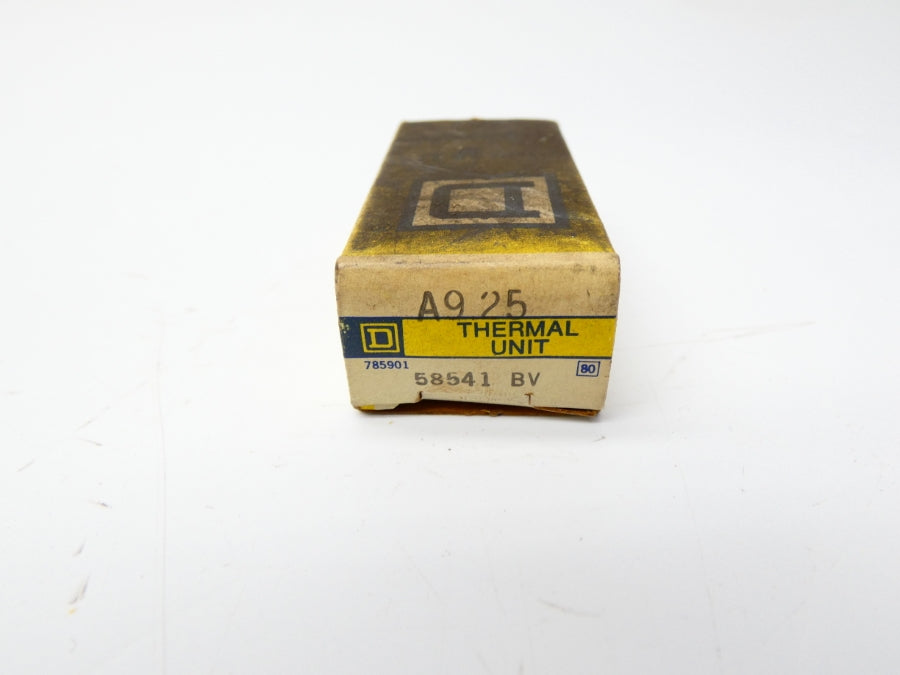 D
A9.25
D
THERMAL
UNIT
785901
80
58541 BV